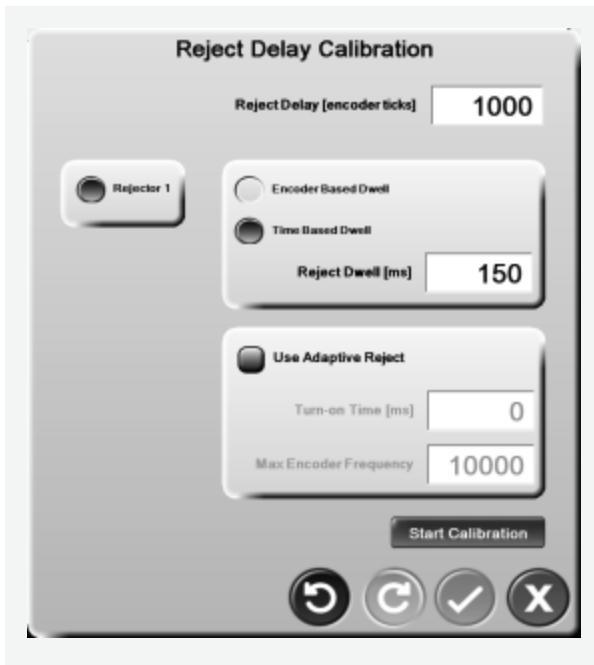 Reject Delay Calibration
Reject Delay [encoder ticks] 1000
Rejector 1
Encoder Based Dwell
Time Based Dwell
Reject Dwell [ms] 150
Use Adaptive Reject
Turn-on Time [ms] 0
Max Encoder Frequency 10000
Start Calibration